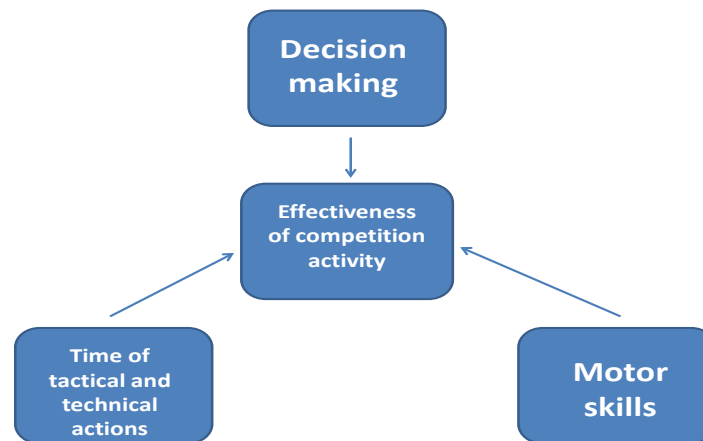 Decision
making
Effectiveness
of competition
activity
Time of
tactical and
technical
actions
Motor
skills